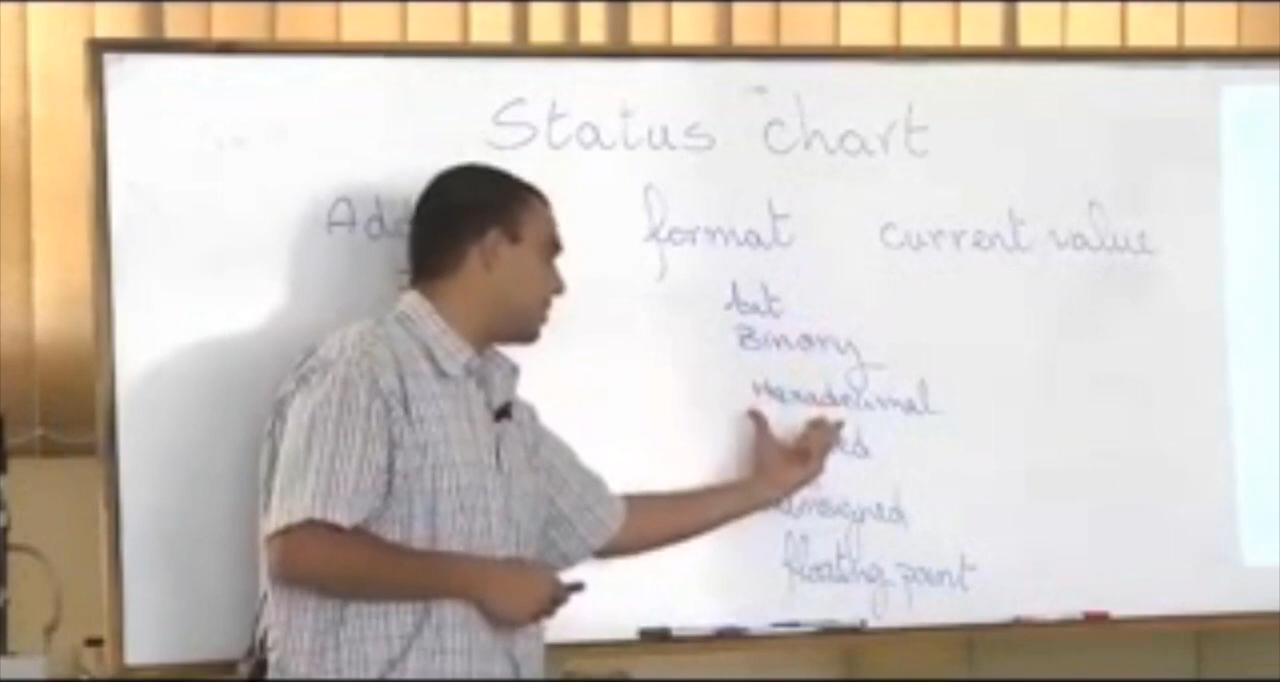 Status chart
format current value
bit
Binary
Hexadecimal
unsigned
floating point